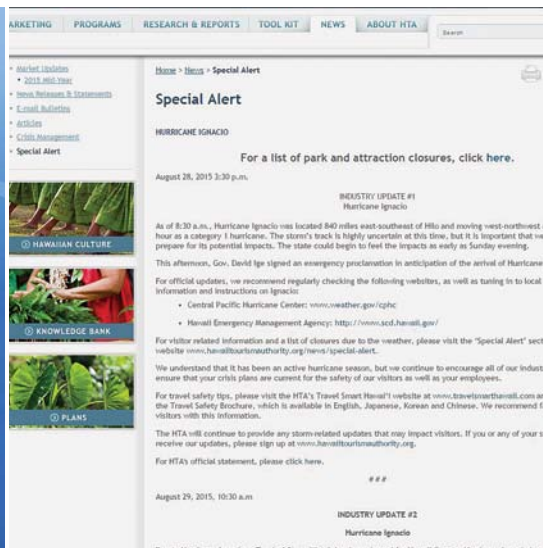 ARKETING PROGRAMS RESEARCH & REPORTS TOOL KIT NEWS ABOUT HTA
Search
Market Updates
2015 Mid-Year
News Releases & Statements
E-mail Bulletins
Articles
Crisis Management
Special Alert
HAWAIIAN CULTURE
KNOWLEDGE BANK
PLANS
Home > News > Special Alert
Special Alert
HURRICANE IGNACIO
For a list of park and attraction closures, click here.
August 28, 2015 3:30 p.m.
INDUSTRY UPDATE #1
Hurricane Ignacio
As of 8:30 a.m., Hurricane Ignacio was located 840 miles east-southeast of Hilo and moving west-northwest
hour as a category 1 hurricane. The storm's track is highly uncertain at this time, but it is important that we
prepare for its potential impacts. The state could begin to feel the impacts as early as Sunday evening.
This afternoon, Gov. David Ige signed an emergency proclamation in anticipation of the arrival of Hurricane
For official updates, we recommend regularly checking the following websites, as well as tuning in to local
information and instructions on Ignacio:
• Central Pacific Hurricane Center: www.weather.gov/cphc
• Hawaii Emergency Management Agency: http://www.scd.hawaii.gov/
For visitor related information and a list of closures due to the weather, please visit the 'Special Alert' sect
website www.hawaiitourismauthority.org/news/special-alert.
We understand that it has been an active hurricane season, but we continue to encourage all of our indust
ensure that your crisis plans are current for the safety of our visitors as well as your employees.
For travel safety tips, please visit the HTA's Travel Smart Hawai'i website at www.travelsmarthawaii.com an
the Travel Safety Brochure, which is available in English, Japanese, Korean and Chinese. We recommend f
visitors with this information.
The HTA will continue to provide any storm-related updates that may impact visitors. If you or any of your s
receive our updates, please sign up at www.hawaiitourismauthority.org.
For HTA's official statement, please click here.
###
August 29, 2015, 10:30 a.m
INDUSTRY UPDATE #2
Hurricane Ignacio